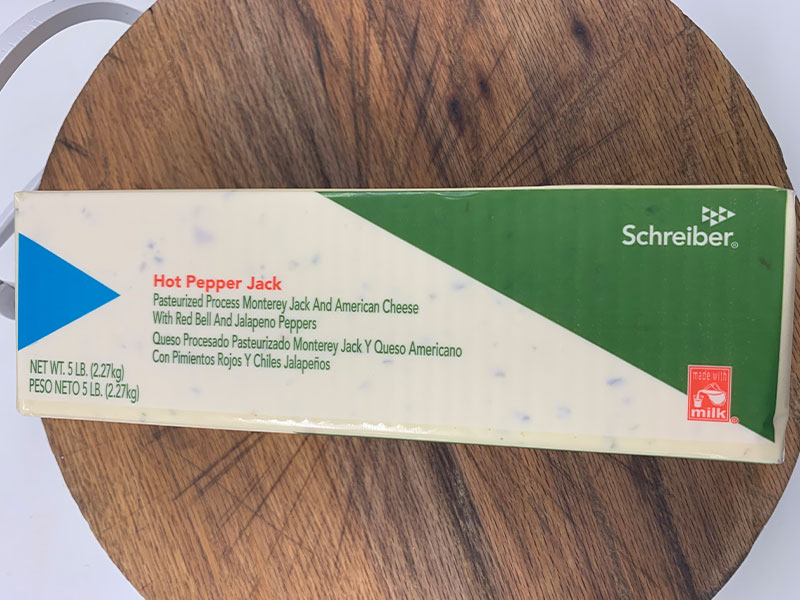 Schreiber®
Hot Pepper Jack
Pasteurized Process Monterey Jack And American Cheese
With Red Bell And Jalapeno Peppers
Queso Procesado Pasteurizado Monterey Jack Y Queso Americano
Con Pimientos Rojos Y Chiles Jalapeños
NET WT. 5 LB. (2.27kg)
PESO NETO 5 LB. (2.27kg)
made with
milk®